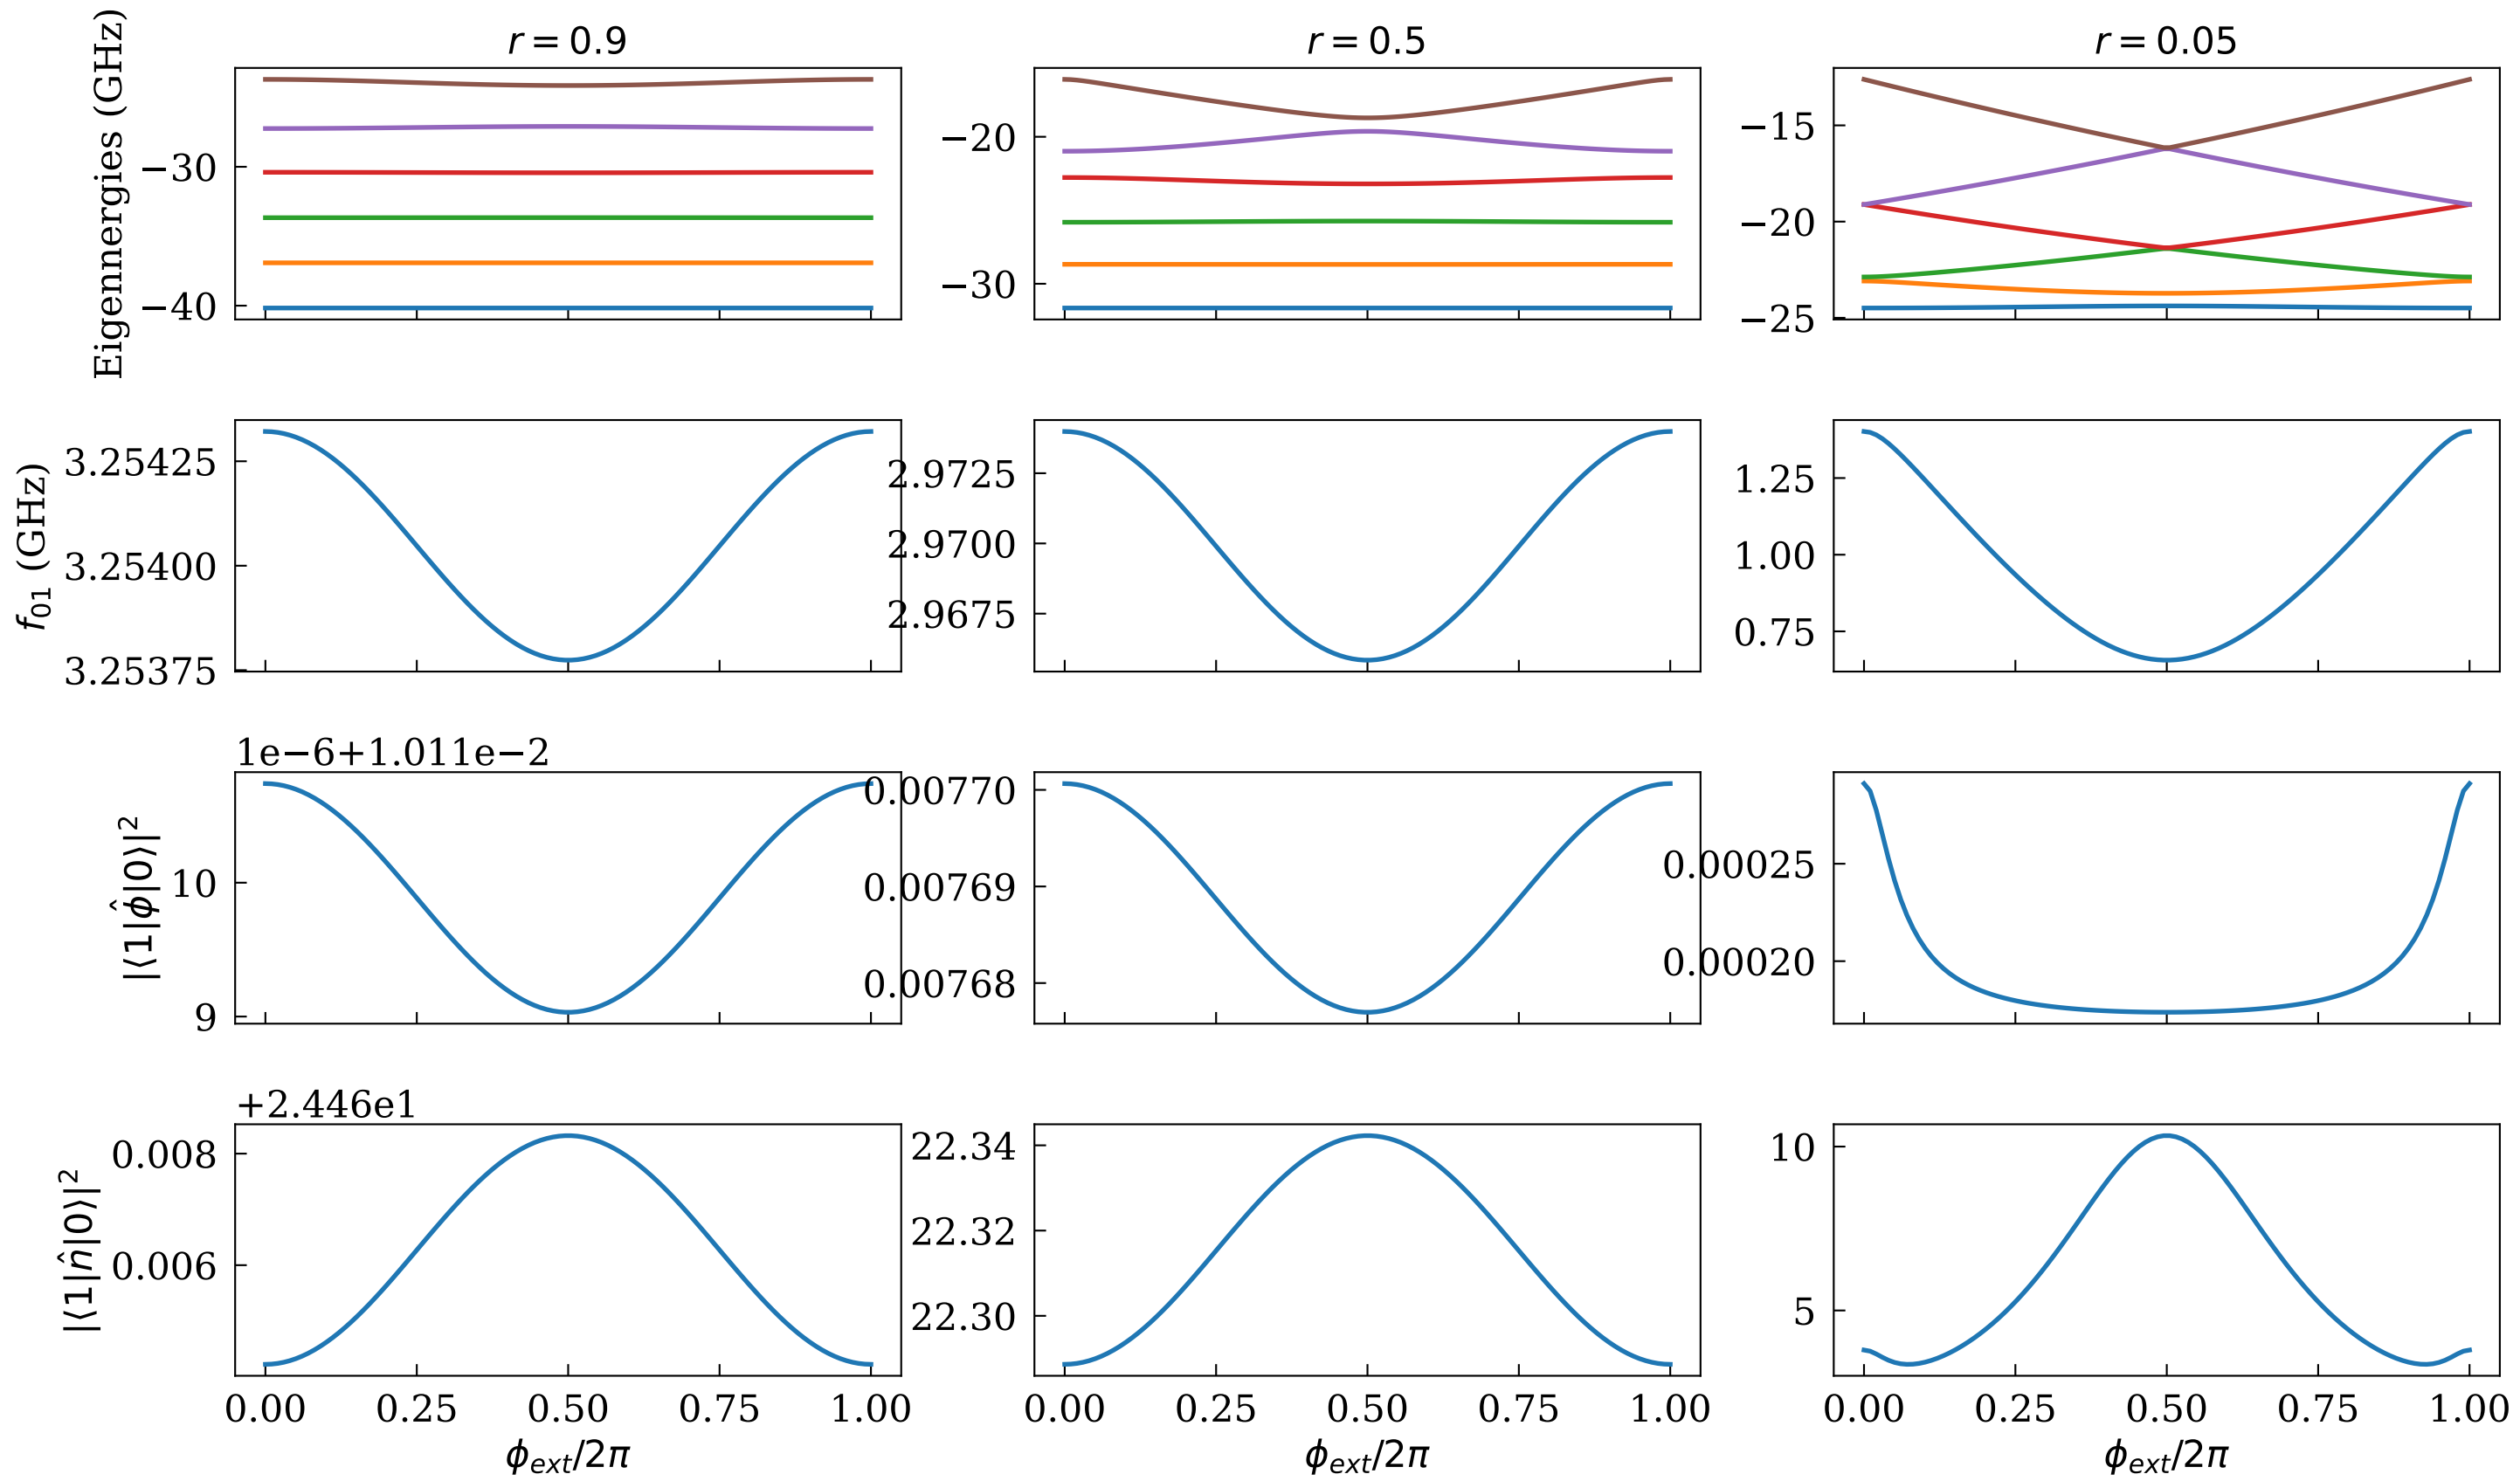 r = 0.9
r = 0.5
r = 0.05
Eigennergies (GHz)
−30
−40
−20
−30
−15
−20
−25
f₀₁ (GHz)
3.25425
3.25400
3.25375
2.9725
2.9700
2.9675
1.25
1.00
0.75
|⟨1|ϕ̂|0⟩|²
1e−6+1.011e−2
10
9
0.00770
0.00769
0.00768
0.00025
0.00020
|⟨1|n̂|0⟩|²
+2.446e1
0.008
0.006
22.34
22.32
22.30
10
5
0.00 0.25 0.50 0.75 1.00
0.00 0.25 0.50 0.75 1.00
0.00 0.25 0.50 0.75 1.00
ϕ_ext/2π
ϕ_ext/2π
ϕ_ext/2π